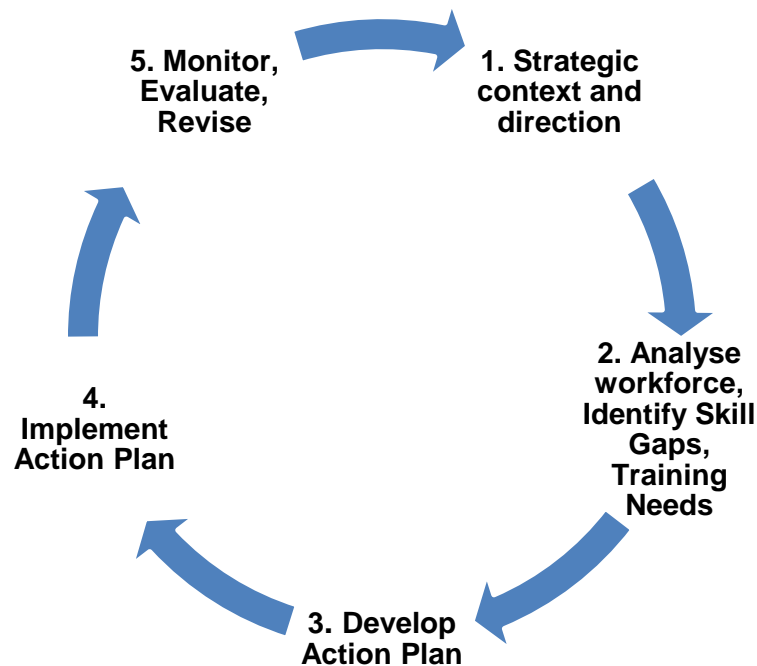 1. Strategic
context and
direction
2. Analyse
workforce,
Identify Skill
Gaps,
Training
Needs
3. Develop
Action Plan
4.
Implement
Action Plan
5. Monitor,
Evaluate,
Revise